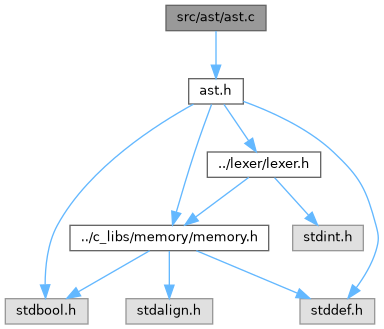 src/ast/ast.c
ast.h
../lexer/lexer.h
../c_libs/memory/memory.h
stdint.h
stdbool.h
stdalign.h
stddef.h